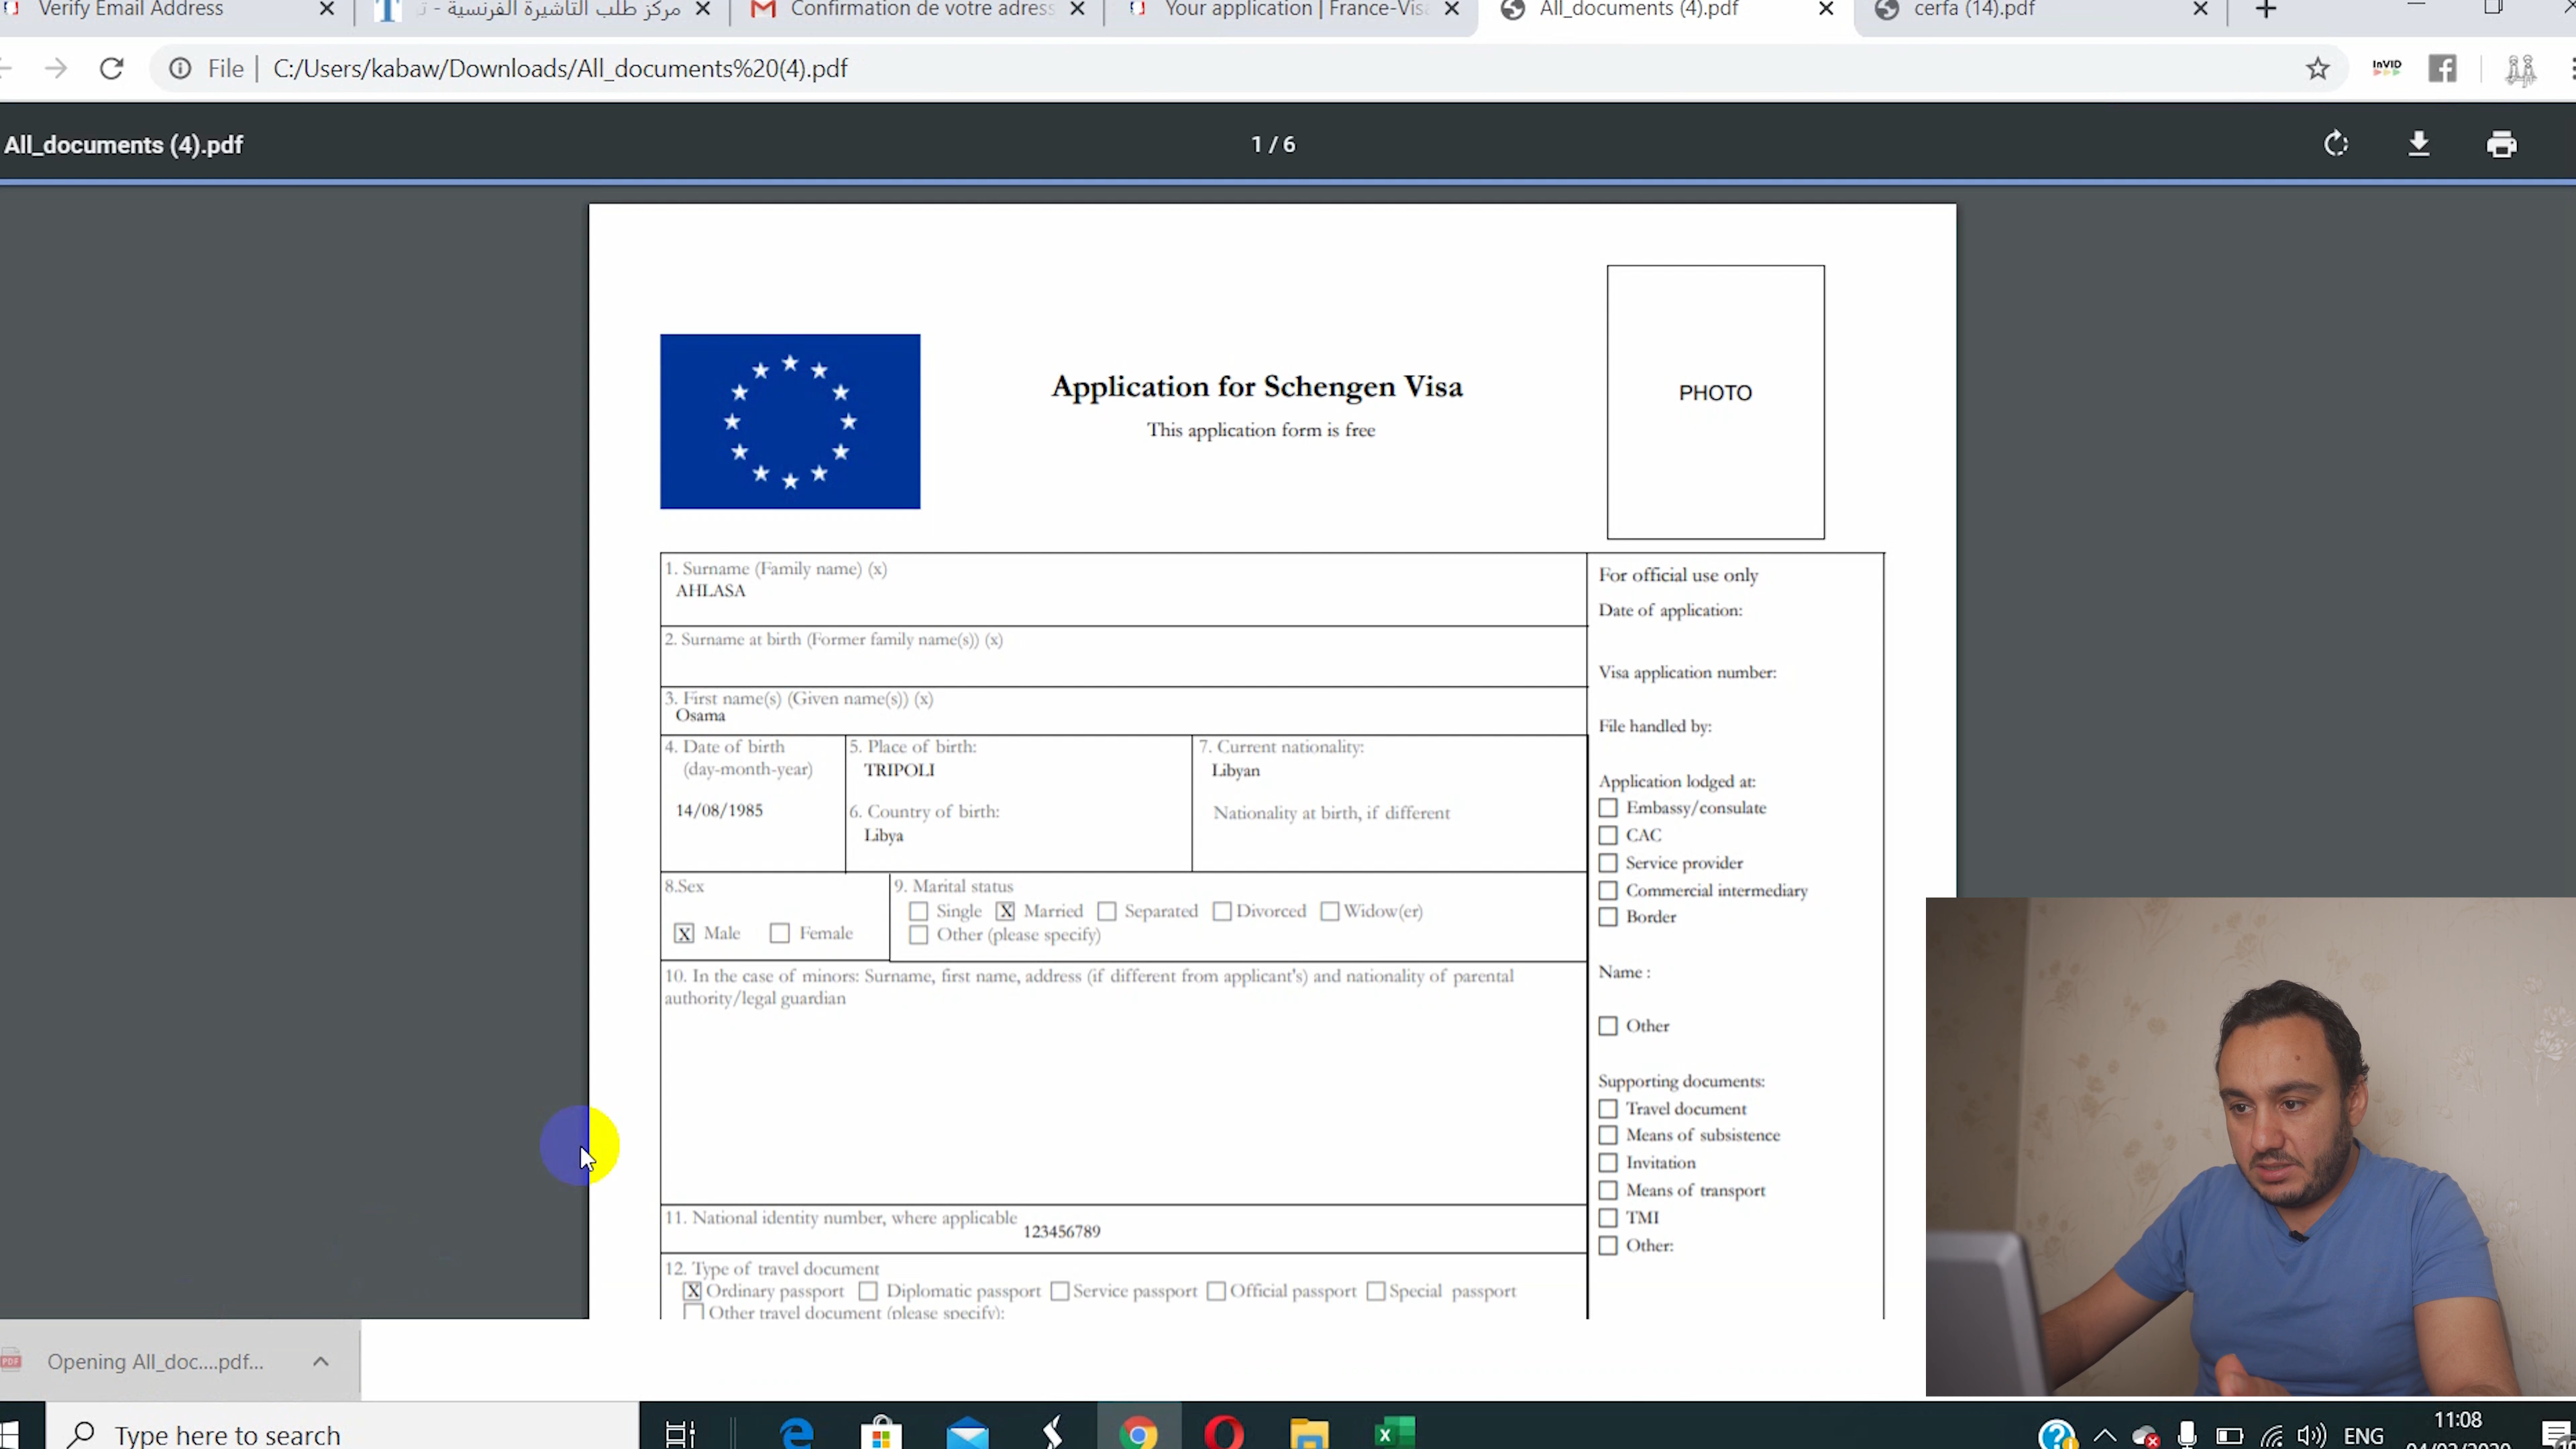 Verify Email Address
مركز طلب التأشيرة الفرنسية - ت
Confirmation de votre adress
Your application | France-Vis
All_documents (4).pdf
cerfa (14).pdf
File | C:/Users/kabaw/Downloads/All_documents%20(4).pdf
InVID
All_documents (4).pdf
1 / 6
PHOTO
Application for Schengen Visa
This application form is free
1. Surname (Family name) (x)
AHLASA
2. Surname at birth (Former family name(s)) (x)
3. First name(s) (Given name(s)) (x)
Osama
4. Date of birth
(day-month-year)
14/08/1985
5. Place of birth:
TRIPOLI
6. Country of birth:
Libya
7. Current nationality:
Libyan
Nationality at birth, if different
8.Sex
X Male Female
9. Marital status
Single X Married Separated Divorced Widow(er)
Other (please specify)
10. In the case of minors: Surname, first name, address (if different from applicant's) and nationality of parental
authority/legal guardian
11. National identity number, where applicable
123456789
12. Type of travel document
X Ordinary passport Diplomatic passport Service passport Official passport Special passport
Other travel document (please specify):
For official use only
Date of application:
Visa application number:
File handled by:
Application lodged at:
Embassy/consulate
CAC
Service provider
Commercial intermediary
Border
Name :
Other
Supporting documents:
Travel document
Means of subsistence
Invitation
Means of transport
TMI
Other:
PDF
Opening All_doc....pdf...
Type here to search
ENG
11:08